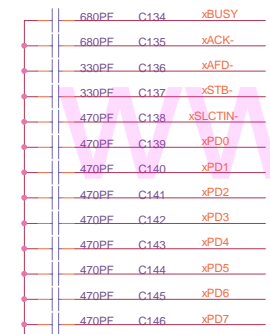 680PF C134 xBUSY
680PF C135 xACK-
330PF C136 xAFD-
330PF C137 xSTB-
470PF C138 xSLCTIN-
470PF C139 xPD0
470PF C140 xPD1
470PF C141 xPD2
470PF C142 xPD3
470PF C143 xPD4
470PF C144 xPD5
470PF C145 xPD6
470PF C146 xPD7